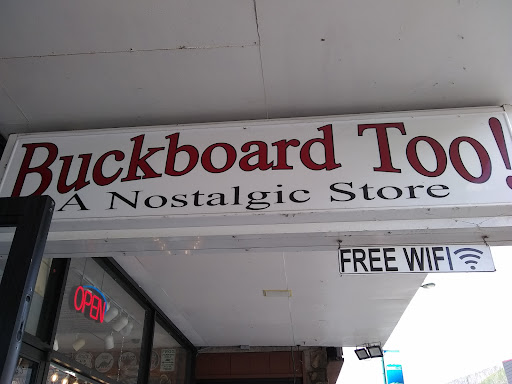 Buckboard Too!
A Nostalgic Store
FREE WIFI
OPEN